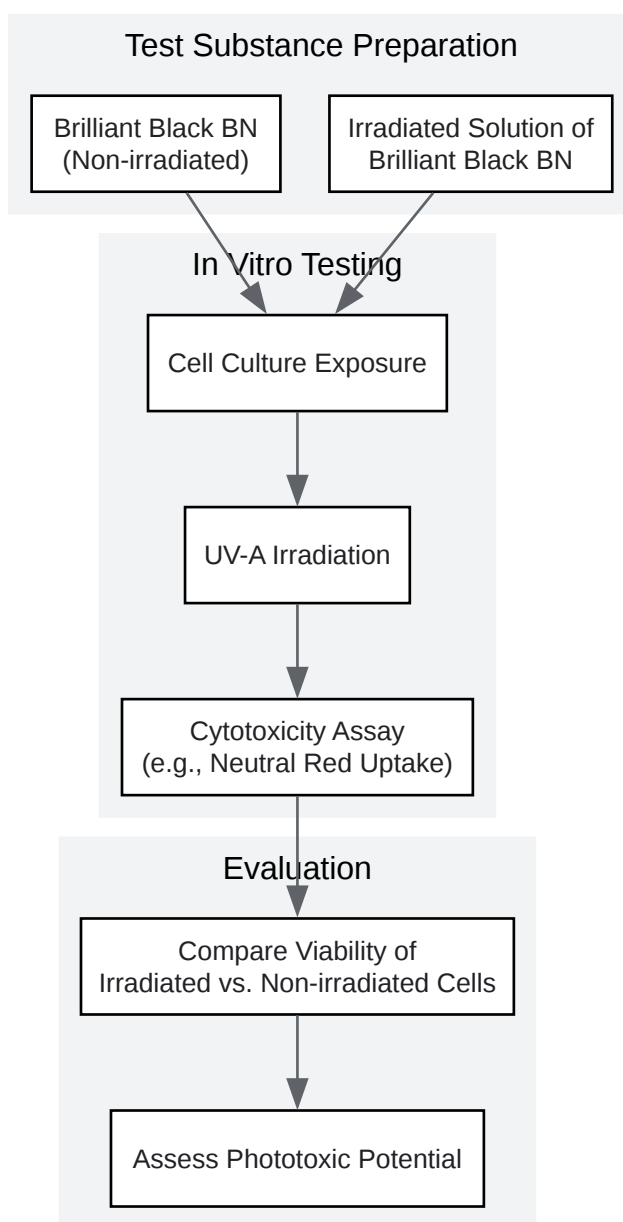 Test Substance Preparation
Brilliant Black BN
(Non-irradiated)
Irradiated Solution of
Brilliant Black BN
In Vitro Testing
Cell Culture Exposure
UV-A Irradiation
Cytotoxicity Assay
(e.g., Neutral Red Uptake)
Evaluation
Compare Viability of
Irradiated vs. Non-irradiated Cells
Assess Phototoxic Potential